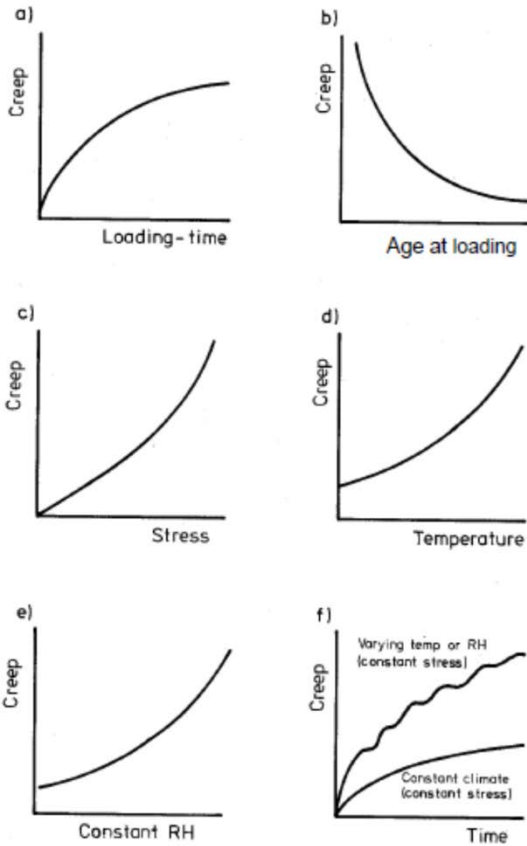 a)
Creep
Loading-time
b)
Creep
Age at loading
c)
Creep
Stress
d)
Creep
Temperature
e)
Creep
Constant RH
f)
Creep
Varying temp or RH
(constant stress)
Constant climate
(constant stress)
Time